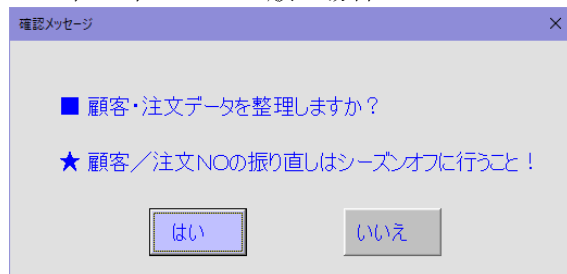 確認メッセージ
■ 顧客・注文データを整理しますか？
★ 顧客／注文NOの振り直しはシーズンオフに行うこと！
はい
いいえ